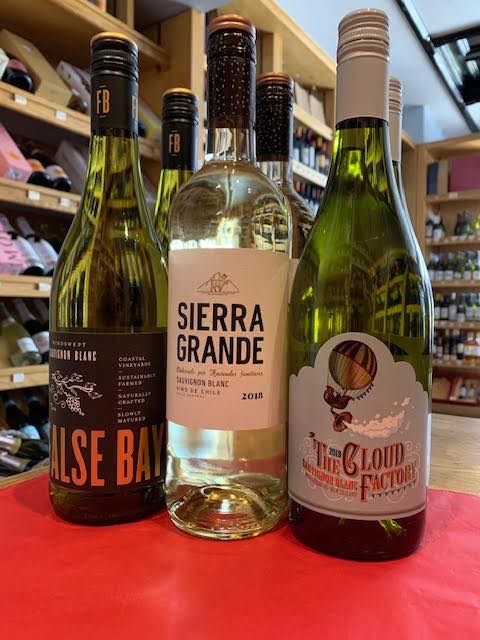 FB
WINDSWEPT
SAUVIGNON BLANC
COASTAL
VINEYARDS
SUSTAINABLY
FARMED
NATURALLY
CRAFTED
SLOWLY
MATURED
ALSE BAY
FB
SIERRA
GRANDE
Elaborado por Haciendas familiares
SAUVIGNON BLANC
VINO DE CHILE
2018
2019
THE CLOUD
FACTORY
SAUVIGNON BLANC